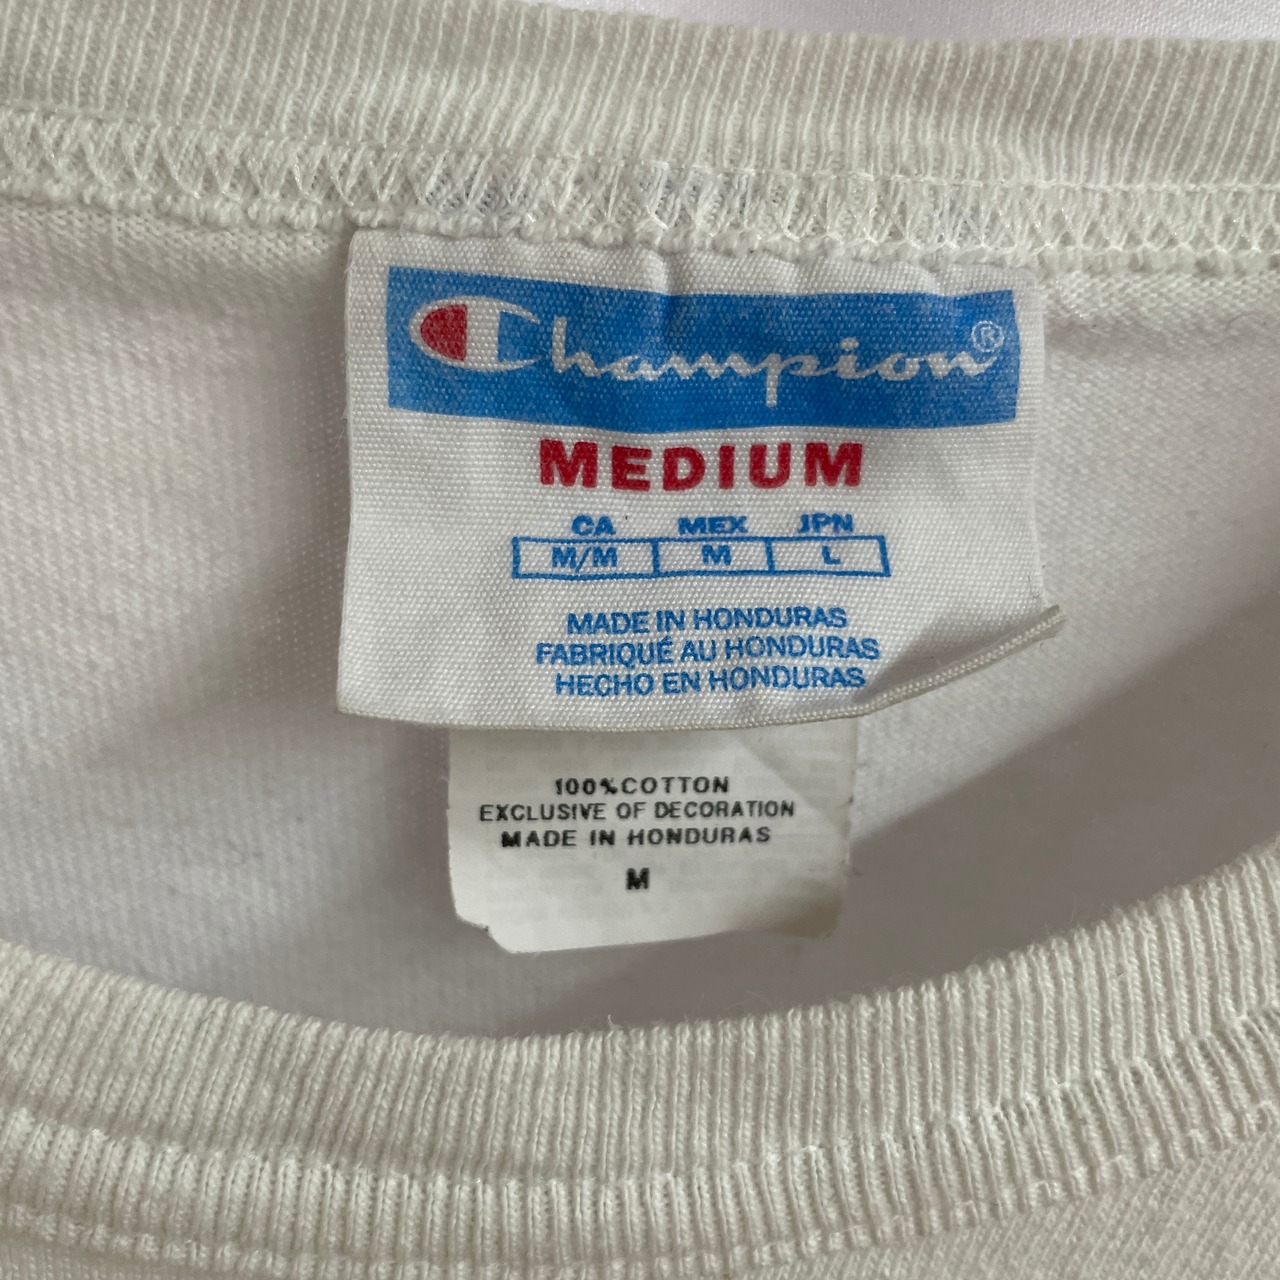 Champion®
MEDIUM
CA MEX JPN
M/M M L
MADE IN HONDURAS
FABRIQUÉ AU HONDURAS
HECHO EN HONDURAS
100%COTTON
EXCLUSIVE OF DECORATION
MADE IN HONDURAS
M